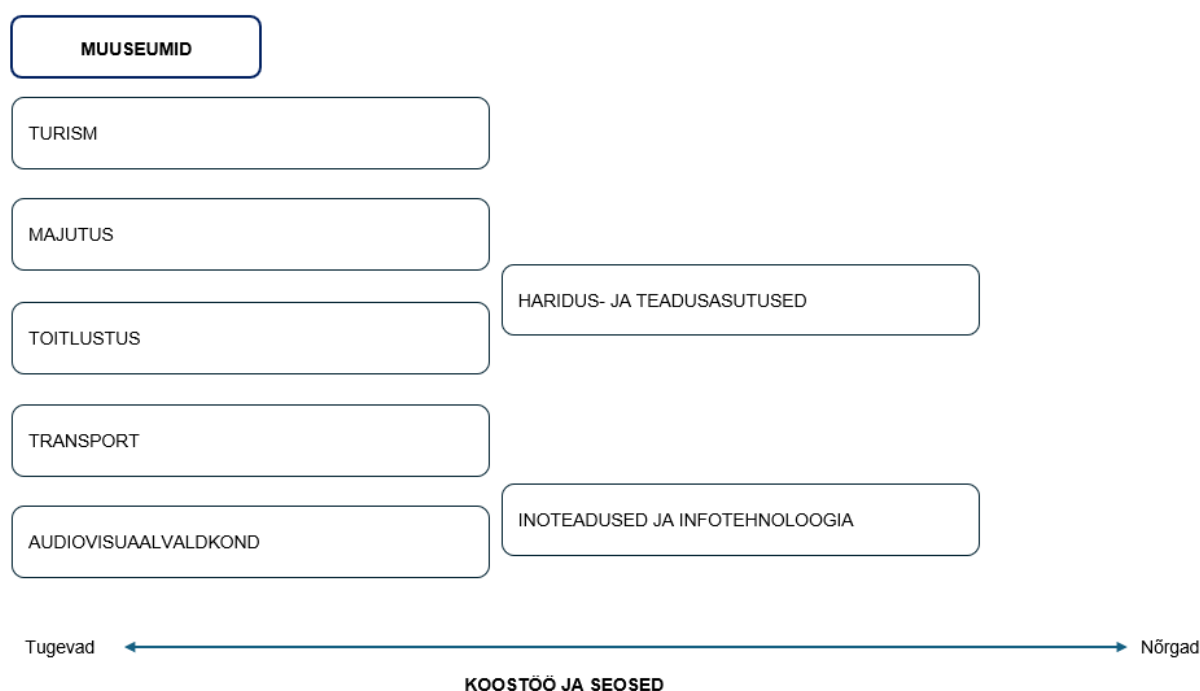 MUUSEUMID
TURISM
MAJUTUS
HARIDUS- JA TEADUSASUTUSED
TOITLUSTUS
TRANSPORT
INOTEADUSED JA INFOTEHNOLOOGIA
AUDIOVISUAALVALDKOND
Tugevad
Nõrgad
KOOSTÖÖ JA SEOSED